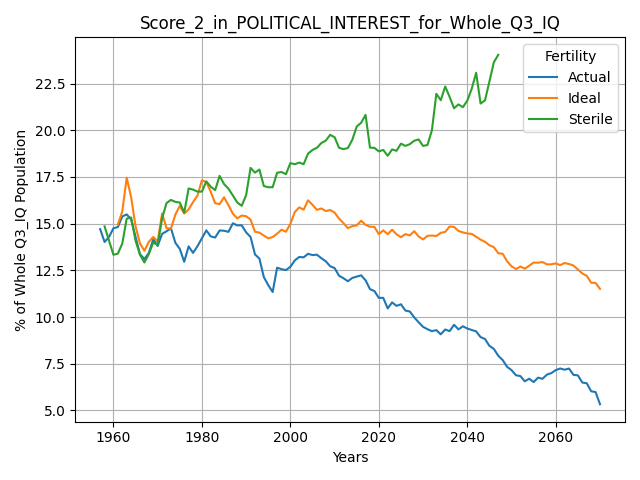 Score_2_in_POLITICAL_INTEREST_for_Whole_Q3_IQ
Fertility
Actual
Ideal
Sterile
% of Whole Q3_IQ Population
22.5
20.0
17.5
15.0
12.5
10.0
7.5
5.0
1960 1980 2000 2020 2040 2060
Years